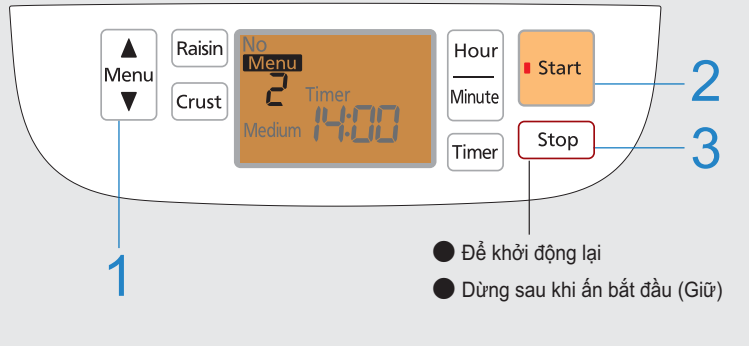 ▲
Menu
▼
Raisin
Crust
No
Menu
2
Timer
Medium 14:00
Hour
Minute
Timer
Start
Stop
1
2
3
● Để khởi động lại
● Dừng sau khi ấn bắt đầu (Giữ)